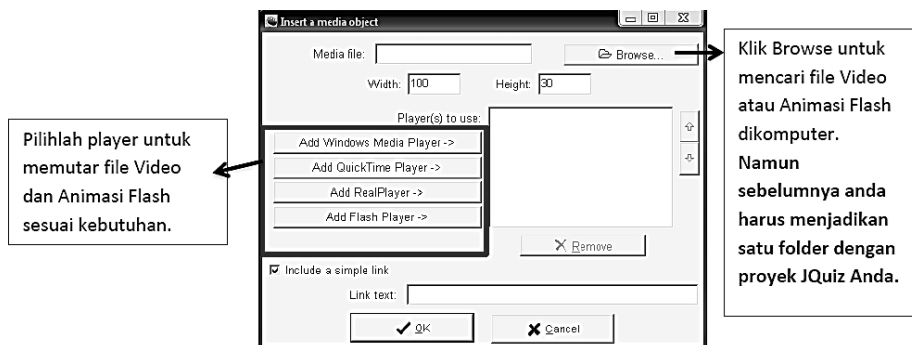 Insert a media object
Media file:
Browse...
Width: 100 Height: 30
Player(s) to use:
Add Windows Media Player ->
Add QuickTime Player ->
Add RealPlayer ->
Add Flash Player ->
Remove
Include a simple link
Link text:
OK
Cancel
Pilihlah player untuk
memutar file Video
dan Animasi Flash
sesuai kebutuhan.
Klik Browse untuk
mencari file Video
atau Animasi Flash
dikomputer.
Namun
sebelumnya anda
harus menjadikan
satu folder dengan
proyek JQuiz Anda.